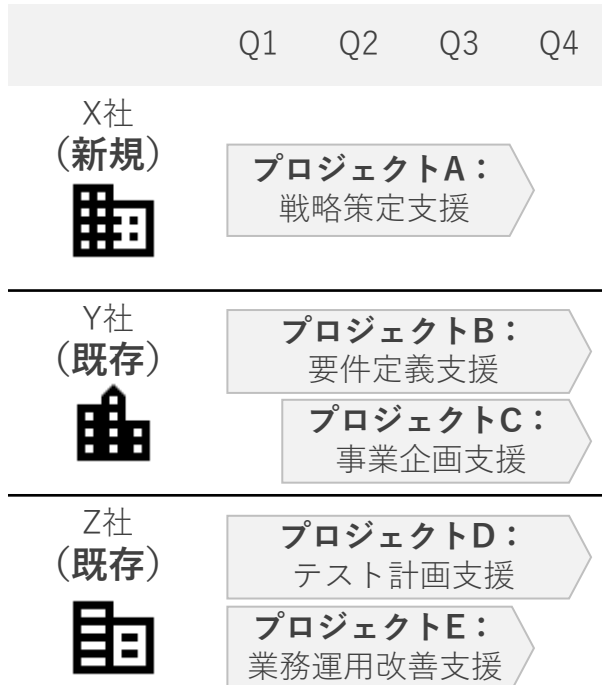 Q1 Q2 Q3 Q4
X社
（新規）
プロジェクトA：
戦略策定支援
Y社
（既存）
プロジェクトB：
要件定義支援
プロジェクトC：
事業企画支援
Z社
（既存）
プロジェクトD：
テスト計画支援
プロジェクトE：
業務運用改善支援